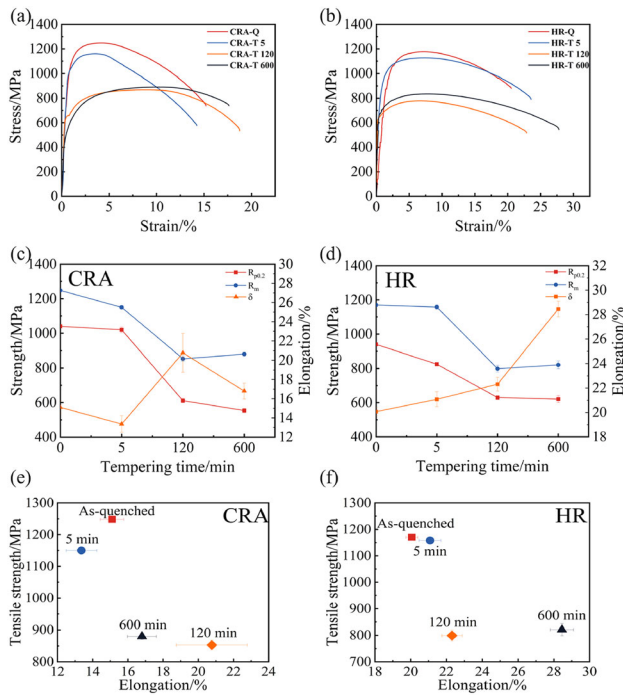 (a)
1400
1200
1000
800
600
400
200
0
Stress/MPa
CRA-Q
CRA-T 5
CRA-T 120
CRA-T 600
0 5 10 15 20 25
Strain/%
(b)
1400
1200
1000
800
600
400
200
0
Stress/MPa
HR-Q
HR-T 5
HR-T 120
HR-T 600
0 5 10 15 20 25 30 35
Strain/%
(c)
CRA
1400
1200
1000
800
600
400
Strength/MPa
Rp0.2
Rm
δ
30
28
26
24
22
20
18
16
14
12
Elongation/%
0 5 120 600
Tempering time/min
(d)
HR
1400
1200
1000
800
600
400
Strength/MPa
Rp0.2
Rm
δ
32
30
28
26
24
22
20
18
Elongation/%
0 5 120 600
Tempering time/min
(e)
CRA
1300
1250
1200
1150
1100
1050
1000
950
900
850
800
Tensile strength/MPa
As-quenched
5 min
600 min
120 min
12 14 16 18 20 22 24
Elongation/%
(f)
HR
1300
1200
1100
1000
900
800
700
Tensile strength/MPa
As-quenched
5 min
120 min
600 min
18 20 22 24 26 28 30
Elongation/%